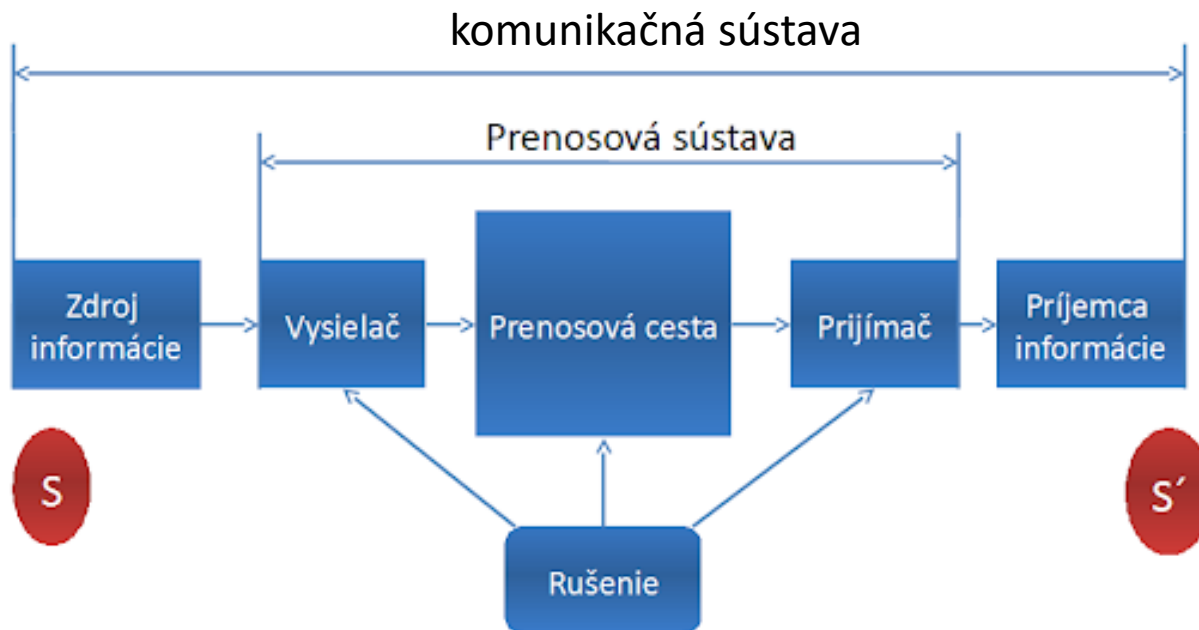 komunikačná sústava
Prenosová sústava
Zdroj
informácie
Vysielač
Prenosová cesta
Prijímač
Príjemca
informácie
S
S´
Rušenie